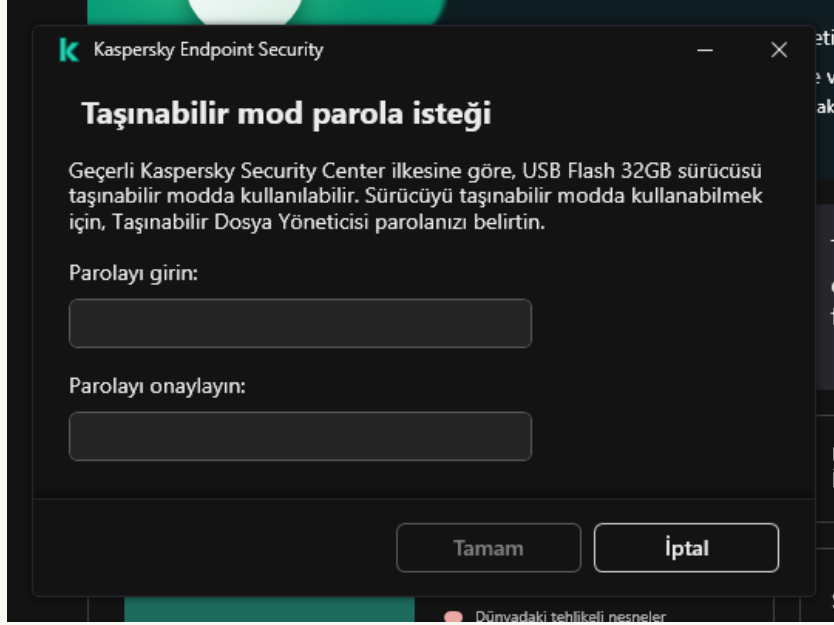 Kaspersky Endpoint Security
Taşınabilir mod parola isteği
Geçerli Kaspersky Security Center ilkesine göre, USB Flash 32GB sürücüsü
taşınabilir modda kullanılabilir. Sürücüyü taşınabilir modda kullanabilmek
için, Taşınabilir Dosya Yöneticisi parolanızı belirtin.
Parolayı girin:
Parolayı onaylayın:
Tamam
İptal
Dünyadaki tehlikeli nesneler